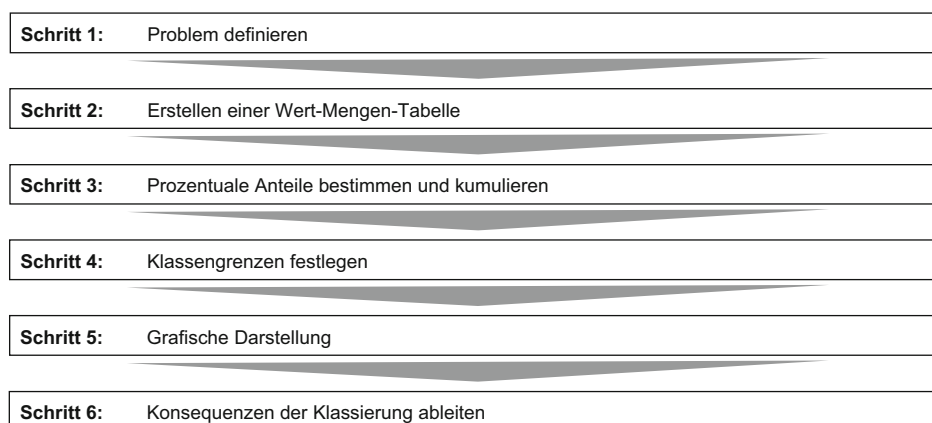 Schritt 1: Problem definieren
Schritt 2: Erstellen einer Wert-Mengen-Tabelle
Schritt 3: Prozentuale Anteile bestimmen und kumulieren
Schritt 4: Klassengrenzen festlegen
Schritt 5: Grafische Darstellung
Schritt 6: Konsequenzen der Klassierung ableiten